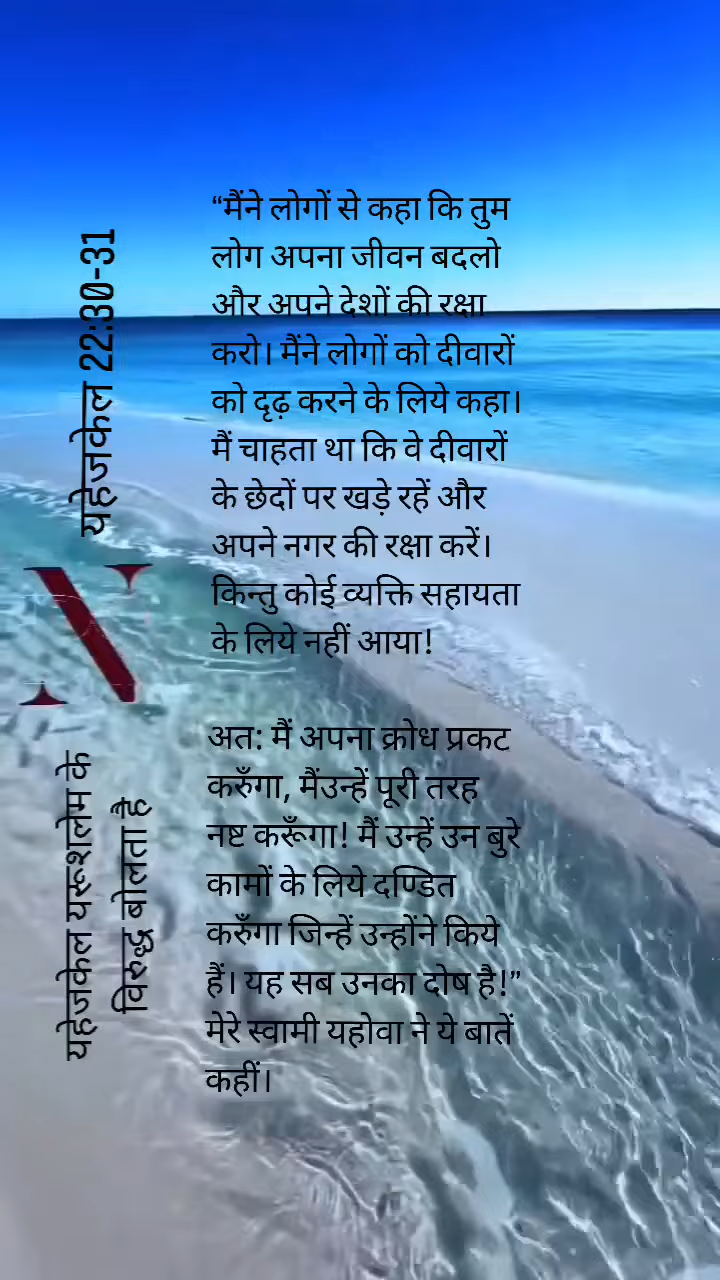 यहेजकेल 22:30-31
यहेजकेल यरूशलेम के
विरुद्ध बोलता है
“मैंने लोगों से कहा कि तुम
लोग अपना जीवन बदलो
और अपने देशों की रक्षा
करो। मैंने लोगों को दीवारों
को दृढ़ करने के लिये कहा।
मैं चाहता था कि वे दीवारों
के छेदों पर खड़े रहें और
अपने नगर की रक्षा करें।
किन्तु कोई व्यक्ति सहायता
के लिये नहीं आया!
अत: मैं अपना क्रोध प्रकट
करुँगा, मैंउन्हें पूरी तरह
नष्ट करूँगा! मैं उन्हें उन बुरे
कामों के लिये दण्डित
करुँगा जिन्हें उन्होंने किये
हैं। यह सब उनका दोष है!”
मेरे स्वामी यहोवा ने ये बातें
कहीं।